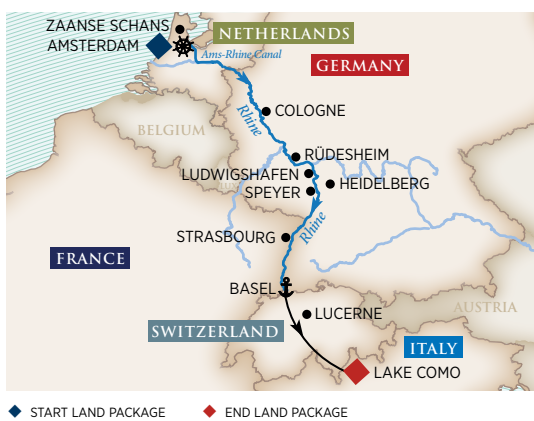 ZAANSE SCHANS
AMSTERDAM
NETHERLANDS
Ams-Rhine Canal
GERMANY
COLOGNE
Rhine
BELGIUM
RÜDESHEIM
LUDWIGSHAFEN
HEIDELBERG
SPEYER
Rhine
STRASBOURG
FRANCE
BASEL
LUCERNE
AUSTRIA
SWITZERLAND
ITALY
LAKE COMO
START LAND PACKAGE
END LAND PACKAGE